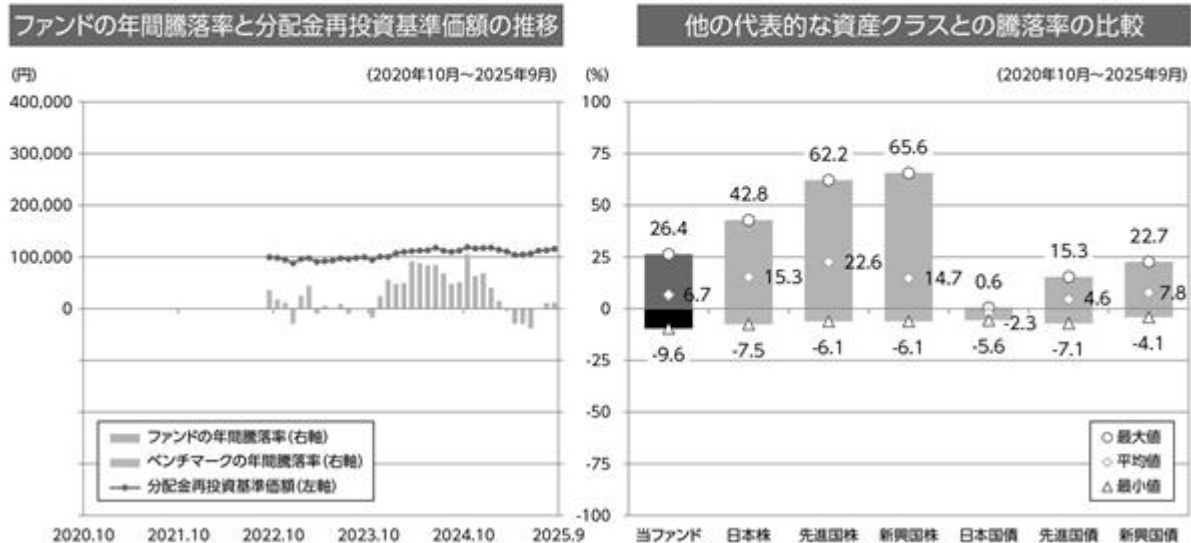 ファンドの年間騰落率と分配金再投資基準価額の推移
(円)
(2020年10月～2025年9月)
400,000
300,000
200,000
100,000
0
ファンドの年間騰落率(右軸)
ベンチマークの年間騰落率(右軸)
分配金再投資基準価額(左軸)
2020.10 2021.10 2022.10 2023.10 2024.10 2025.9
他の代表的な資産クラスとの騰落率の比較
(%)
(2020年10月～2025年9月)
100
75
50
25
0
-25
-50
-75
-100
26.4 42.8 62.2 65.6 0.6 15.3 22.7
6.7 15.3 22.6 14.7 -2.3 4.6 7.8
-9.6 -7.5 -6.1 -6.1 -5.6 -7.1 -4.1
最大値
平均値
最小値
当ファンド 日本株 先進国株 新興国株 日本国債 先進国債 新興国債